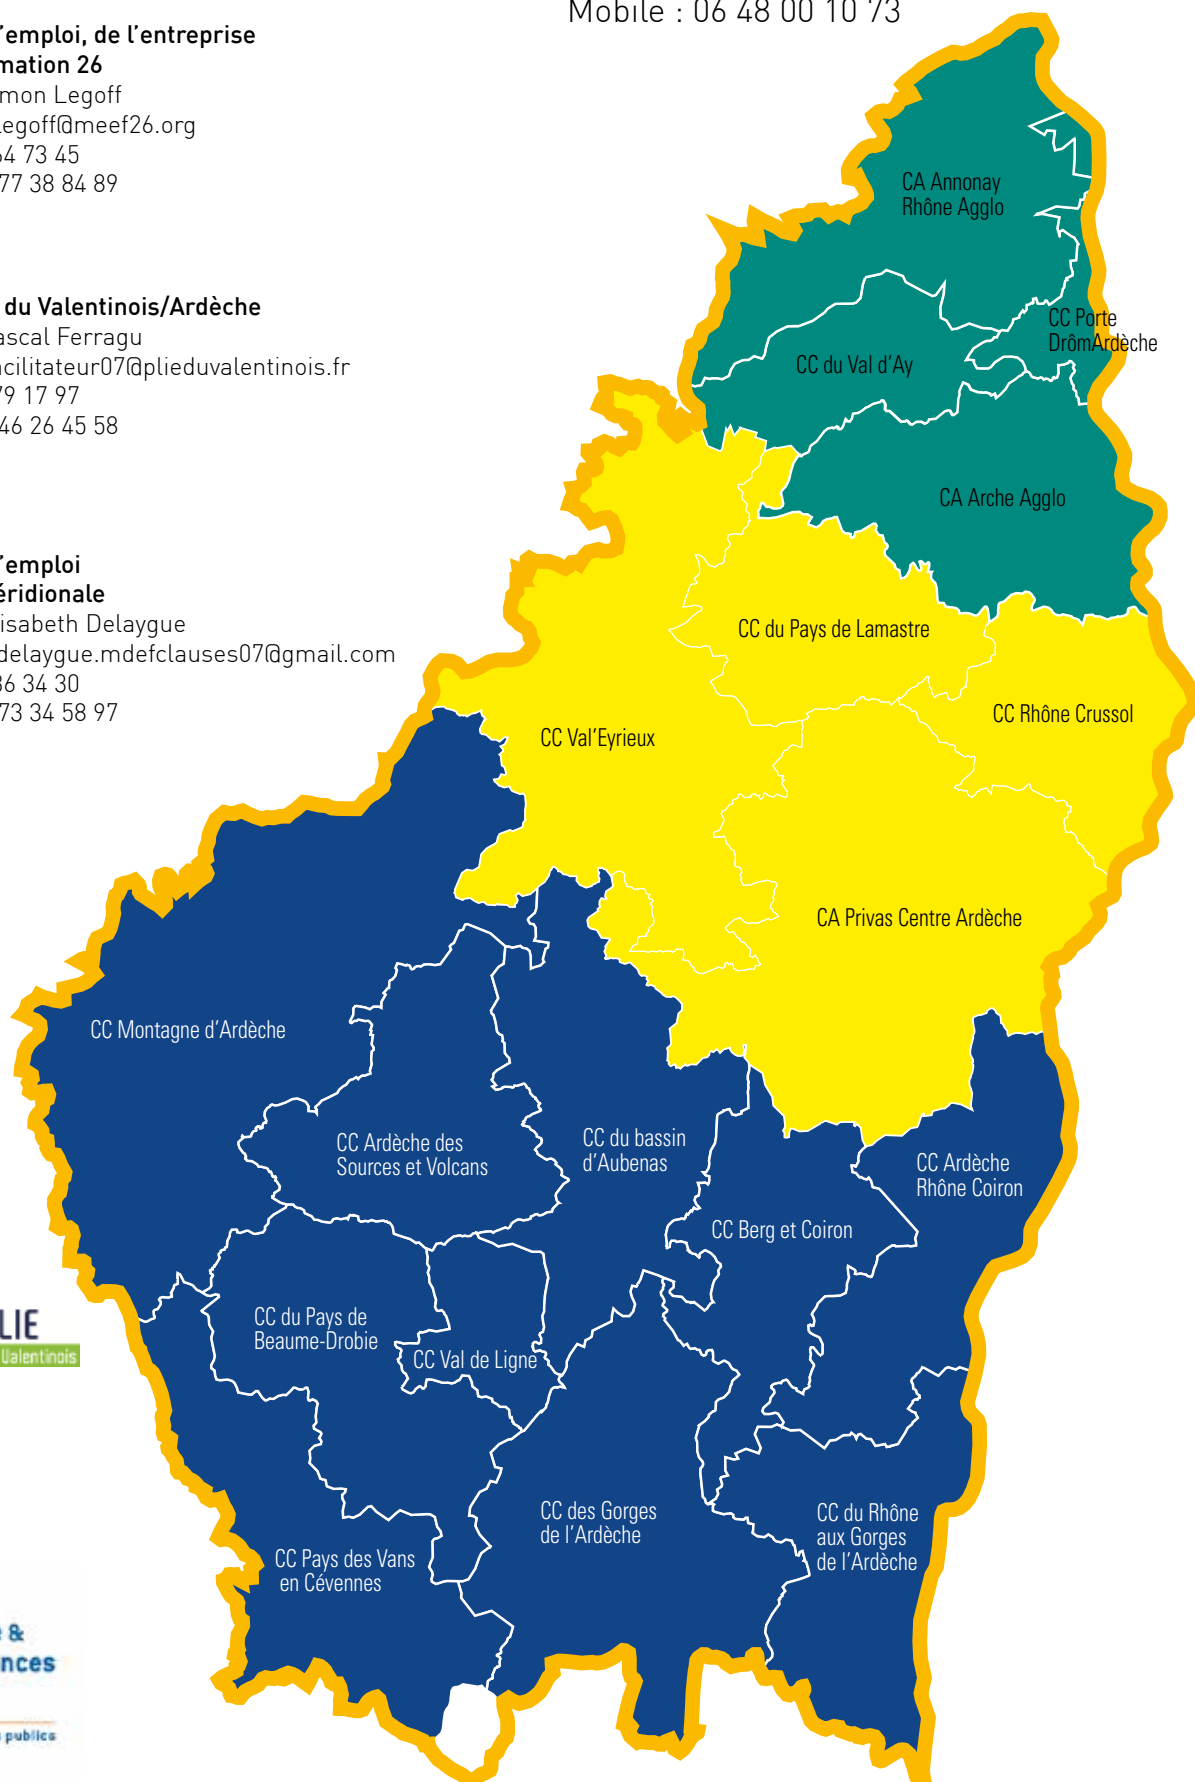 Mobile : 06 48 00 10 73
'emploi, de l'entreprise
mation 26
mon Legoff
legoff@meef26.org
64 73 45
77 38 84 89
du Valentinois/Ardèche
ascal Ferragu
acilitateur07@plieduvalentinois.fr
79 17 97
46 26 45 58
'emploi
éridionale
isabeth Delaygue
delaygue.mdefclauses07@gmail.com
36 34 30
73 34 58 97
CA Annonay
Rhône Agglo
CC Porte
DrômArdèche
CC du Val d'Ay
CA Arche Agglo
CC du Pays de Lamastre
CC Rhône Crussol
CC Val'Eyrieux
CA Privas Centre Ardèche
CC Montagne d'Ardèche
CC Ardèche des
Sources et Volcans
CC du bassin
d'Aubenas
CC Ardèche
Rhône Coiron
CC Berg et Coiron
CC du Pays de
Beaume-Drobie
CC Val de Ligne
CC des Gorges
de l'Ardèche
CC du Rhône
aux Gorges
de l'Ardèche
CC Pays des Vans
en Cévennes
LIE
Valentinois
&
nces
publics